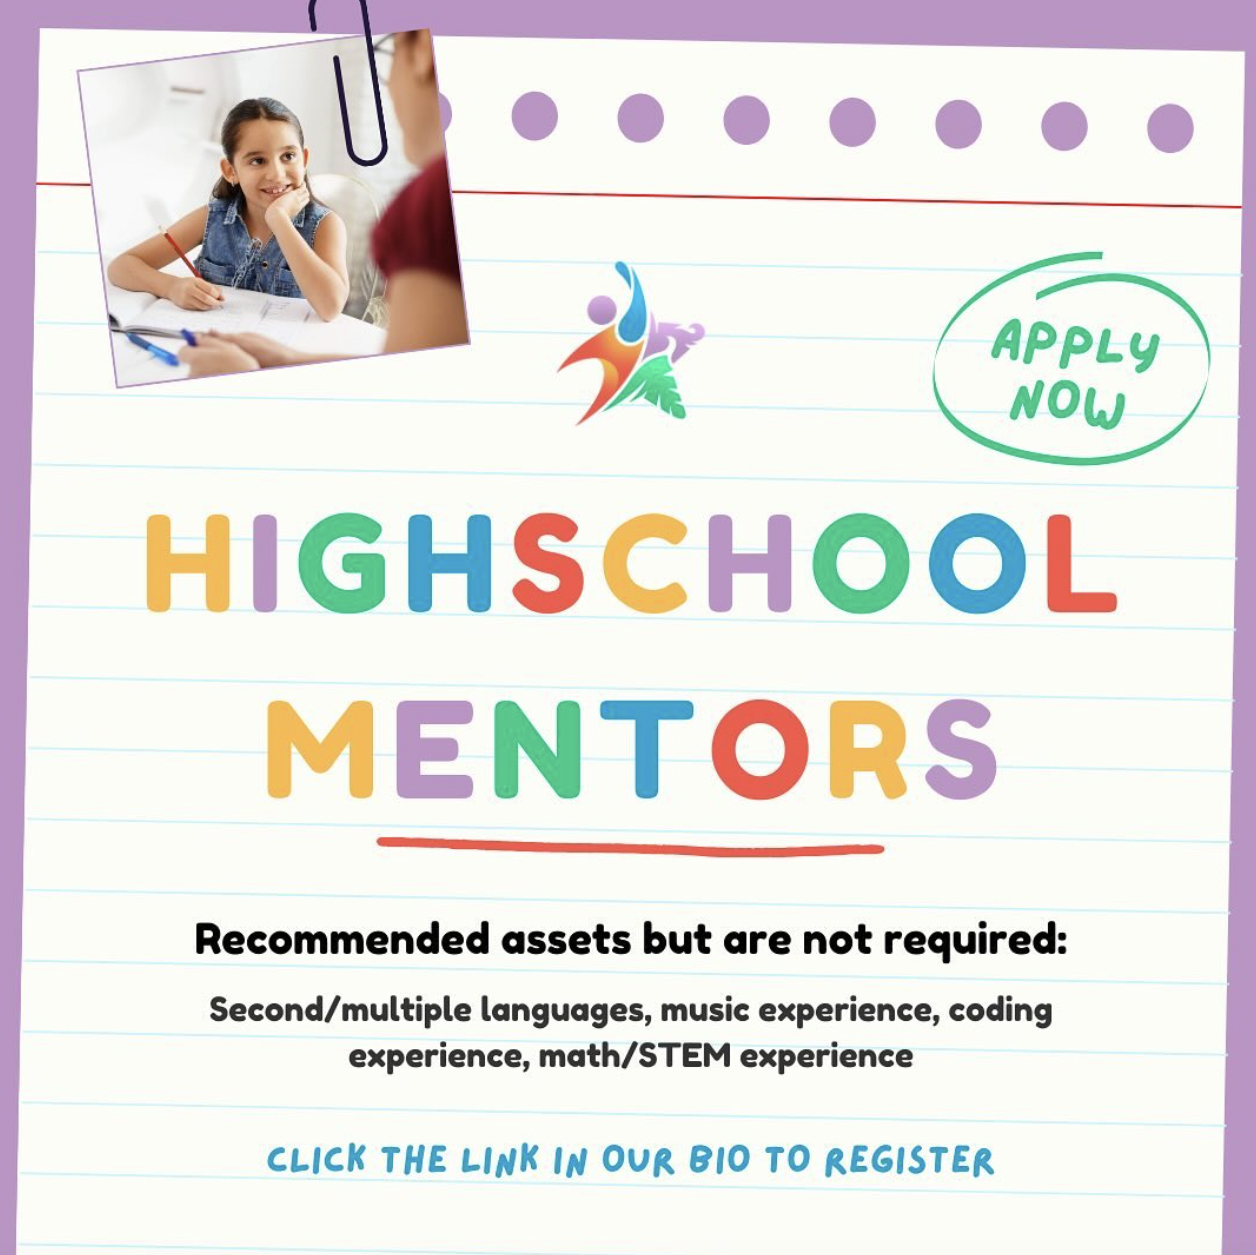 APPLY
NOW
HIGHSCHOOL
MENTORS
Recommended assets but are not required:
Second/multiple languages, music experience, coding
experience, math/STEM experience
CLICK THE LINK IN OUR BIO TO REGISTER